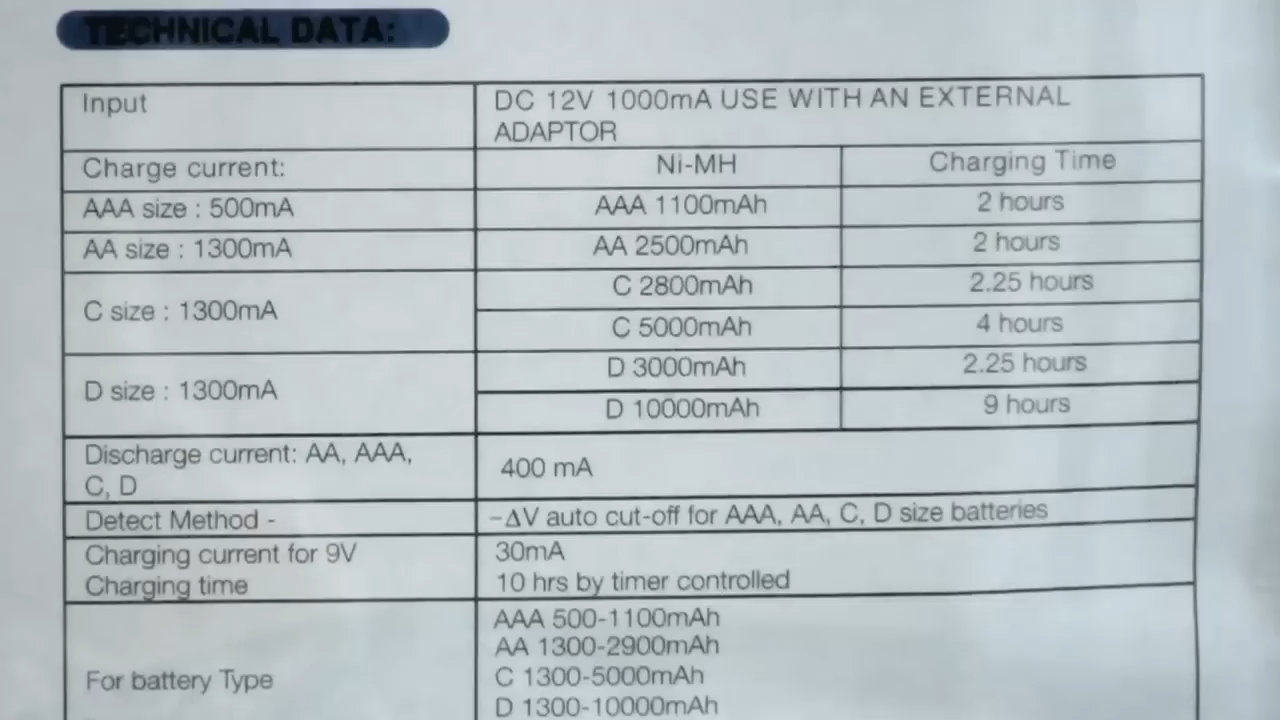 TECHNICAL DATA:
Input DC 12V 1000mA USE WITH AN EXTERNAL
ADAPTOR
Charge current: Ni-MH Charging Time
AAA size : 500mA AAA 1100mAh 2 hours
AA size : 1300mA AA 2500mAh 2 hours
C size : 1300mA C 2800mAh 2.25 hours
C 5000mAh 4 hours
D size : 1300mA D 3000mAh 2.25 hours
D 10000mAh 9 hours
Discharge current: AA, AAA,
C, D 400 mA
Detect Method - -ΔV auto cut-off for AAA, AA, C, D size batteries
Charging current for 9V 30mA
Charging time 10 hrs by timer controlled
For battery Type AAA 500-1100mAh
AA 1300-2900mAh
C 1300-5000mAh
D 1300-10000mAh